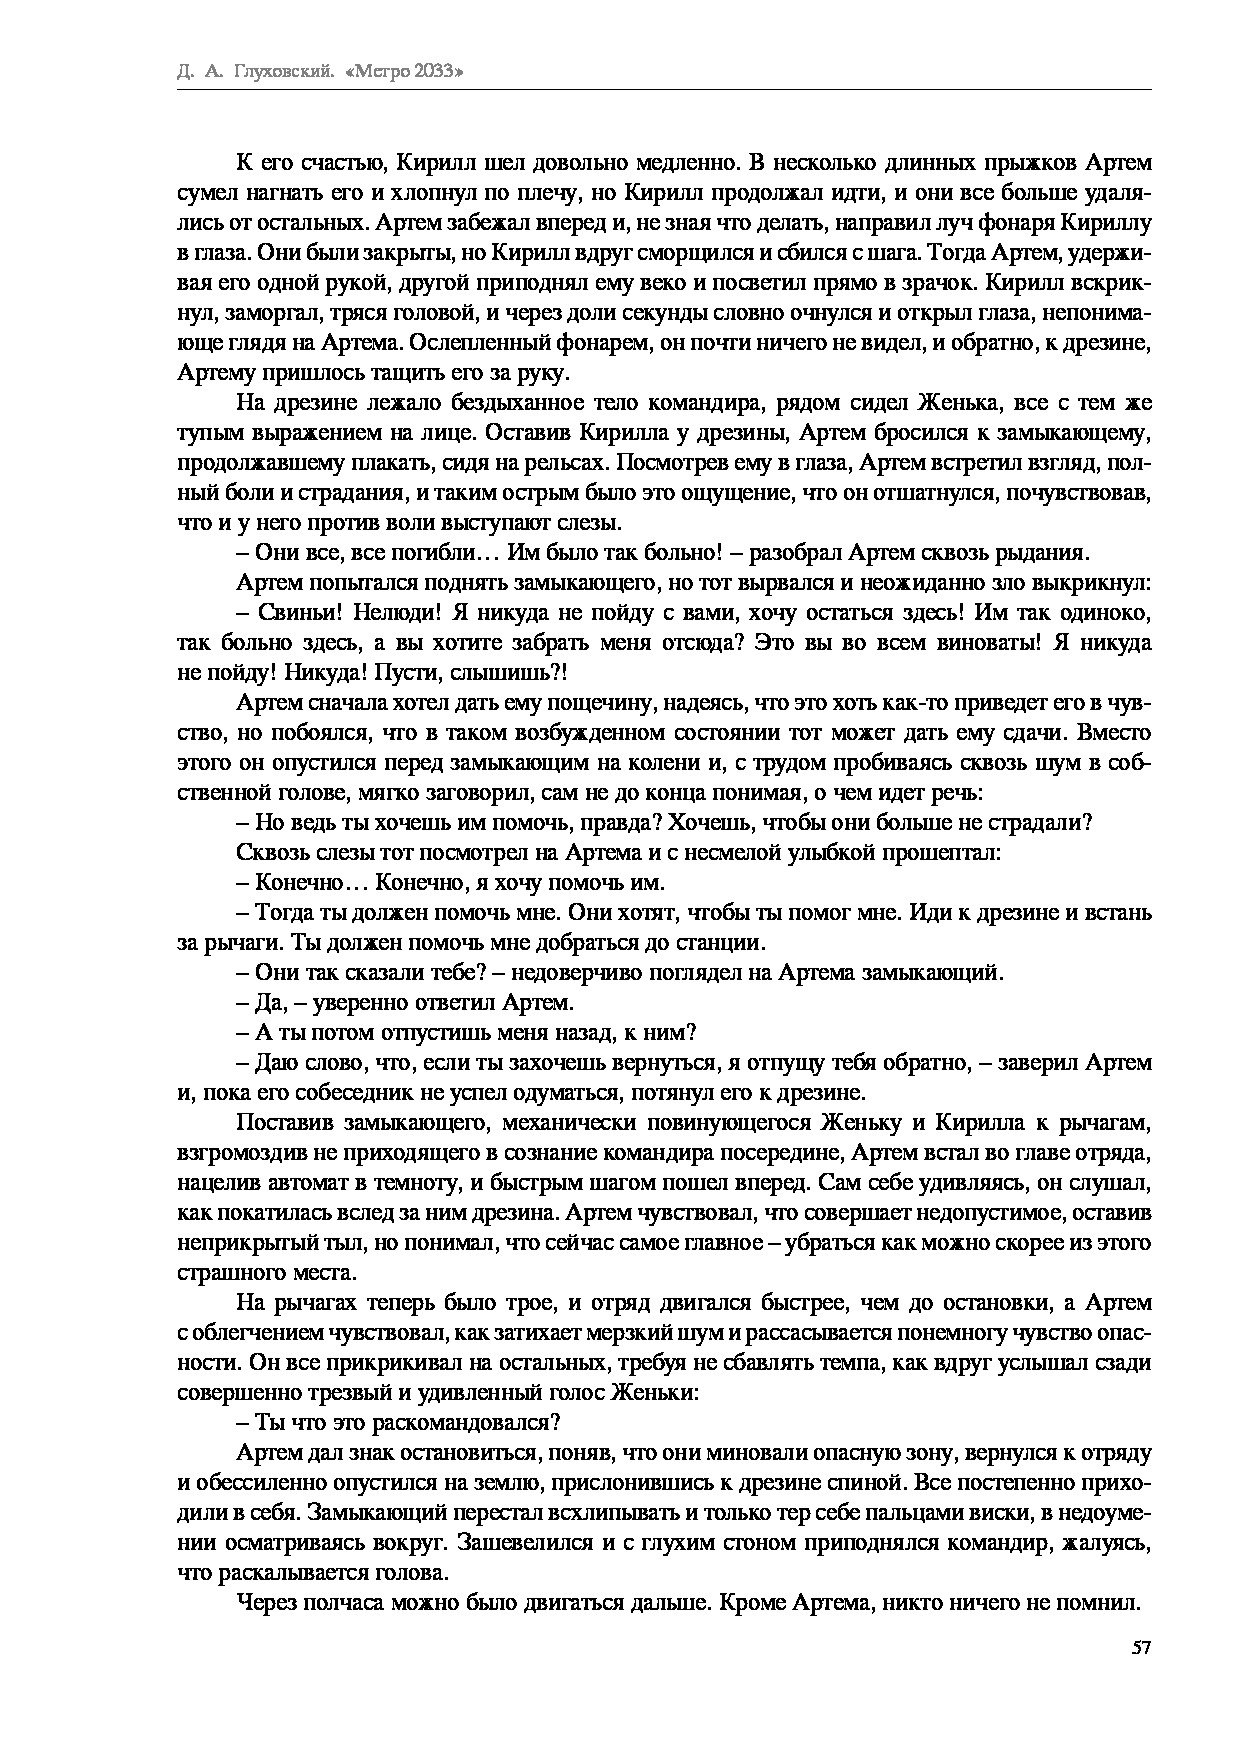 Д. А. Глуховский. «Метро 2033»
К его счастью, Кирилл шел довольно медленно. В несколько длинных прыжков Артем
сумел нагнать его и хлопнул по плечу, но Кирилл продолжал идти, и они все больше удаля-
лись от остальных. Артем забежал вперед и, не зная что делать, направил луч фонаря Кириллу
в глаза. Они были закрыты, но Кирилл вдруг сморщился и сбился с шага. Тогда Артем, удержи-
вая его одной рукой, другой приподнял ему веко и посветил прямо в зрачок. Кирилл вскрик-
нул, заморгал, тряся головой, и через доли секунды словно очнулся и открыл глаза, непонима-
юще глядя на Артема. Ослепленный фонарем, он почти ничего не видел, и обратно, к дрезине,
Артему пришлось тащить его за руку.
На дрезине лежало бездыханное тело командира, рядом сидел Женька, все с тем же
тупым выражением на лице. Оставив Кирилла у дрезины, Артем бросился к замыкающему,
продолжавшему плакать, сидя на рельсах. Посмотрев ему в глаза, Артем встретил взгляд, пол-
ный боли и страдания, и таким острым было это ощущение, что он отшатнулся, почувствовав,
что и у него против воли выступают слезы.
– Они все, все погибли… Им было так больно! – разобрал Артем сквозь рыдания.
Артем попытался поднять замыкающего, но тот вырвался и неожиданно зло выкрикнул:
– Свиньи! Нелюди! Я никуда не пойду с вами, хочу остаться здесь! Им так одиноко,
так больно здесь, а вы хотите забрать меня отсюда? Это вы во всем виноваты! Я никуда
не пойду! Никуда! Пусти, слышишь?!
Артем сначала хотел дать ему пощечину, надеясь, что это хоть как-то приведет его в чув-
ство, но побоялся, что в таком возбужденном состоянии тот может дать ему сдачи. Вместо
этого он опустился перед замыкающим на колени и, с трудом пробиваясь сквозь шум в соб-
ственной голове, мягко заговорил, сам не до конца понимая, о чем идет речь:
– Но ведь ты хочешь им помочь, правда? Хочешь, чтобы они больше не страдали?
Сквозь слезы тот посмотрел на Артема и с несмелой улыбкой прошептал:
– Конечно… Конечно, я хочу помочь им.
– Тогда ты должен помочь мне. Они хотят, чтобы ты помог мне. Иди к дрезине и встань
за рычаги. Ты должен помочь мне добраться до станции.
– Они так сказали тебе? – недоверчиво поглядел на Артема замыкающий.
– Да, – уверенно ответил Артем.
– А ты потом отпустишь меня назад, к ним?
– Даю слово, что, если ты захочешь вернуться, я отпущу тебя обратно, – заверил Артем
и, пока его собеседник не успел одуматься, потянул его к дрезине.
Поставив замыкающего, механически повинующегося Женьку и Кирилла к рычагам,
взгромоздив не приходящего в сознание командира посередине, Артем встал во главе отряда,
нацелив автомат в темноту, и быстрым шагом пошел вперед. Сам себе удивляясь, он слушал,
как покатилась вслед за ним дрезина. Артем чувствовал, что совершает недопустимое, оставив
неприкрытый тыл, но понимал, что сейчас самое главное – убраться как можно скорее из этого
страшного места.
На рычагах теперь было трое, и отряд двигался быстрее, чем до остановки, а Артем
с облегчением чувствовал, как затихает мерзкий шум и рассасывается понемногу чувство опас-
ности. Он все прикрикивал на остальных, требуя не сбавлять темпа, как вдруг услышал сзади
совершенно трезвый и удивленный голос Женьки:
– Ты что это раскомандовался?
Артем дал знак остановиться, поняв, что они миновали опасную зону, вернулся к отряду
и обессиленно опустился на землю, прислонившись к дрезине спиной. Все постепенно прихо-
дили в себя. Замыкающий перестал всхлипывать и только тер себе пальцами виски, в недоуме-
нии осматриваясь вокруг. Зашевелился и с глухим стоном приподнялся командир, жалуясь,
что раскалывается голова.
Через полчаса можно было двигаться дальше. Кроме Артема, никто ничего не помнил.
57